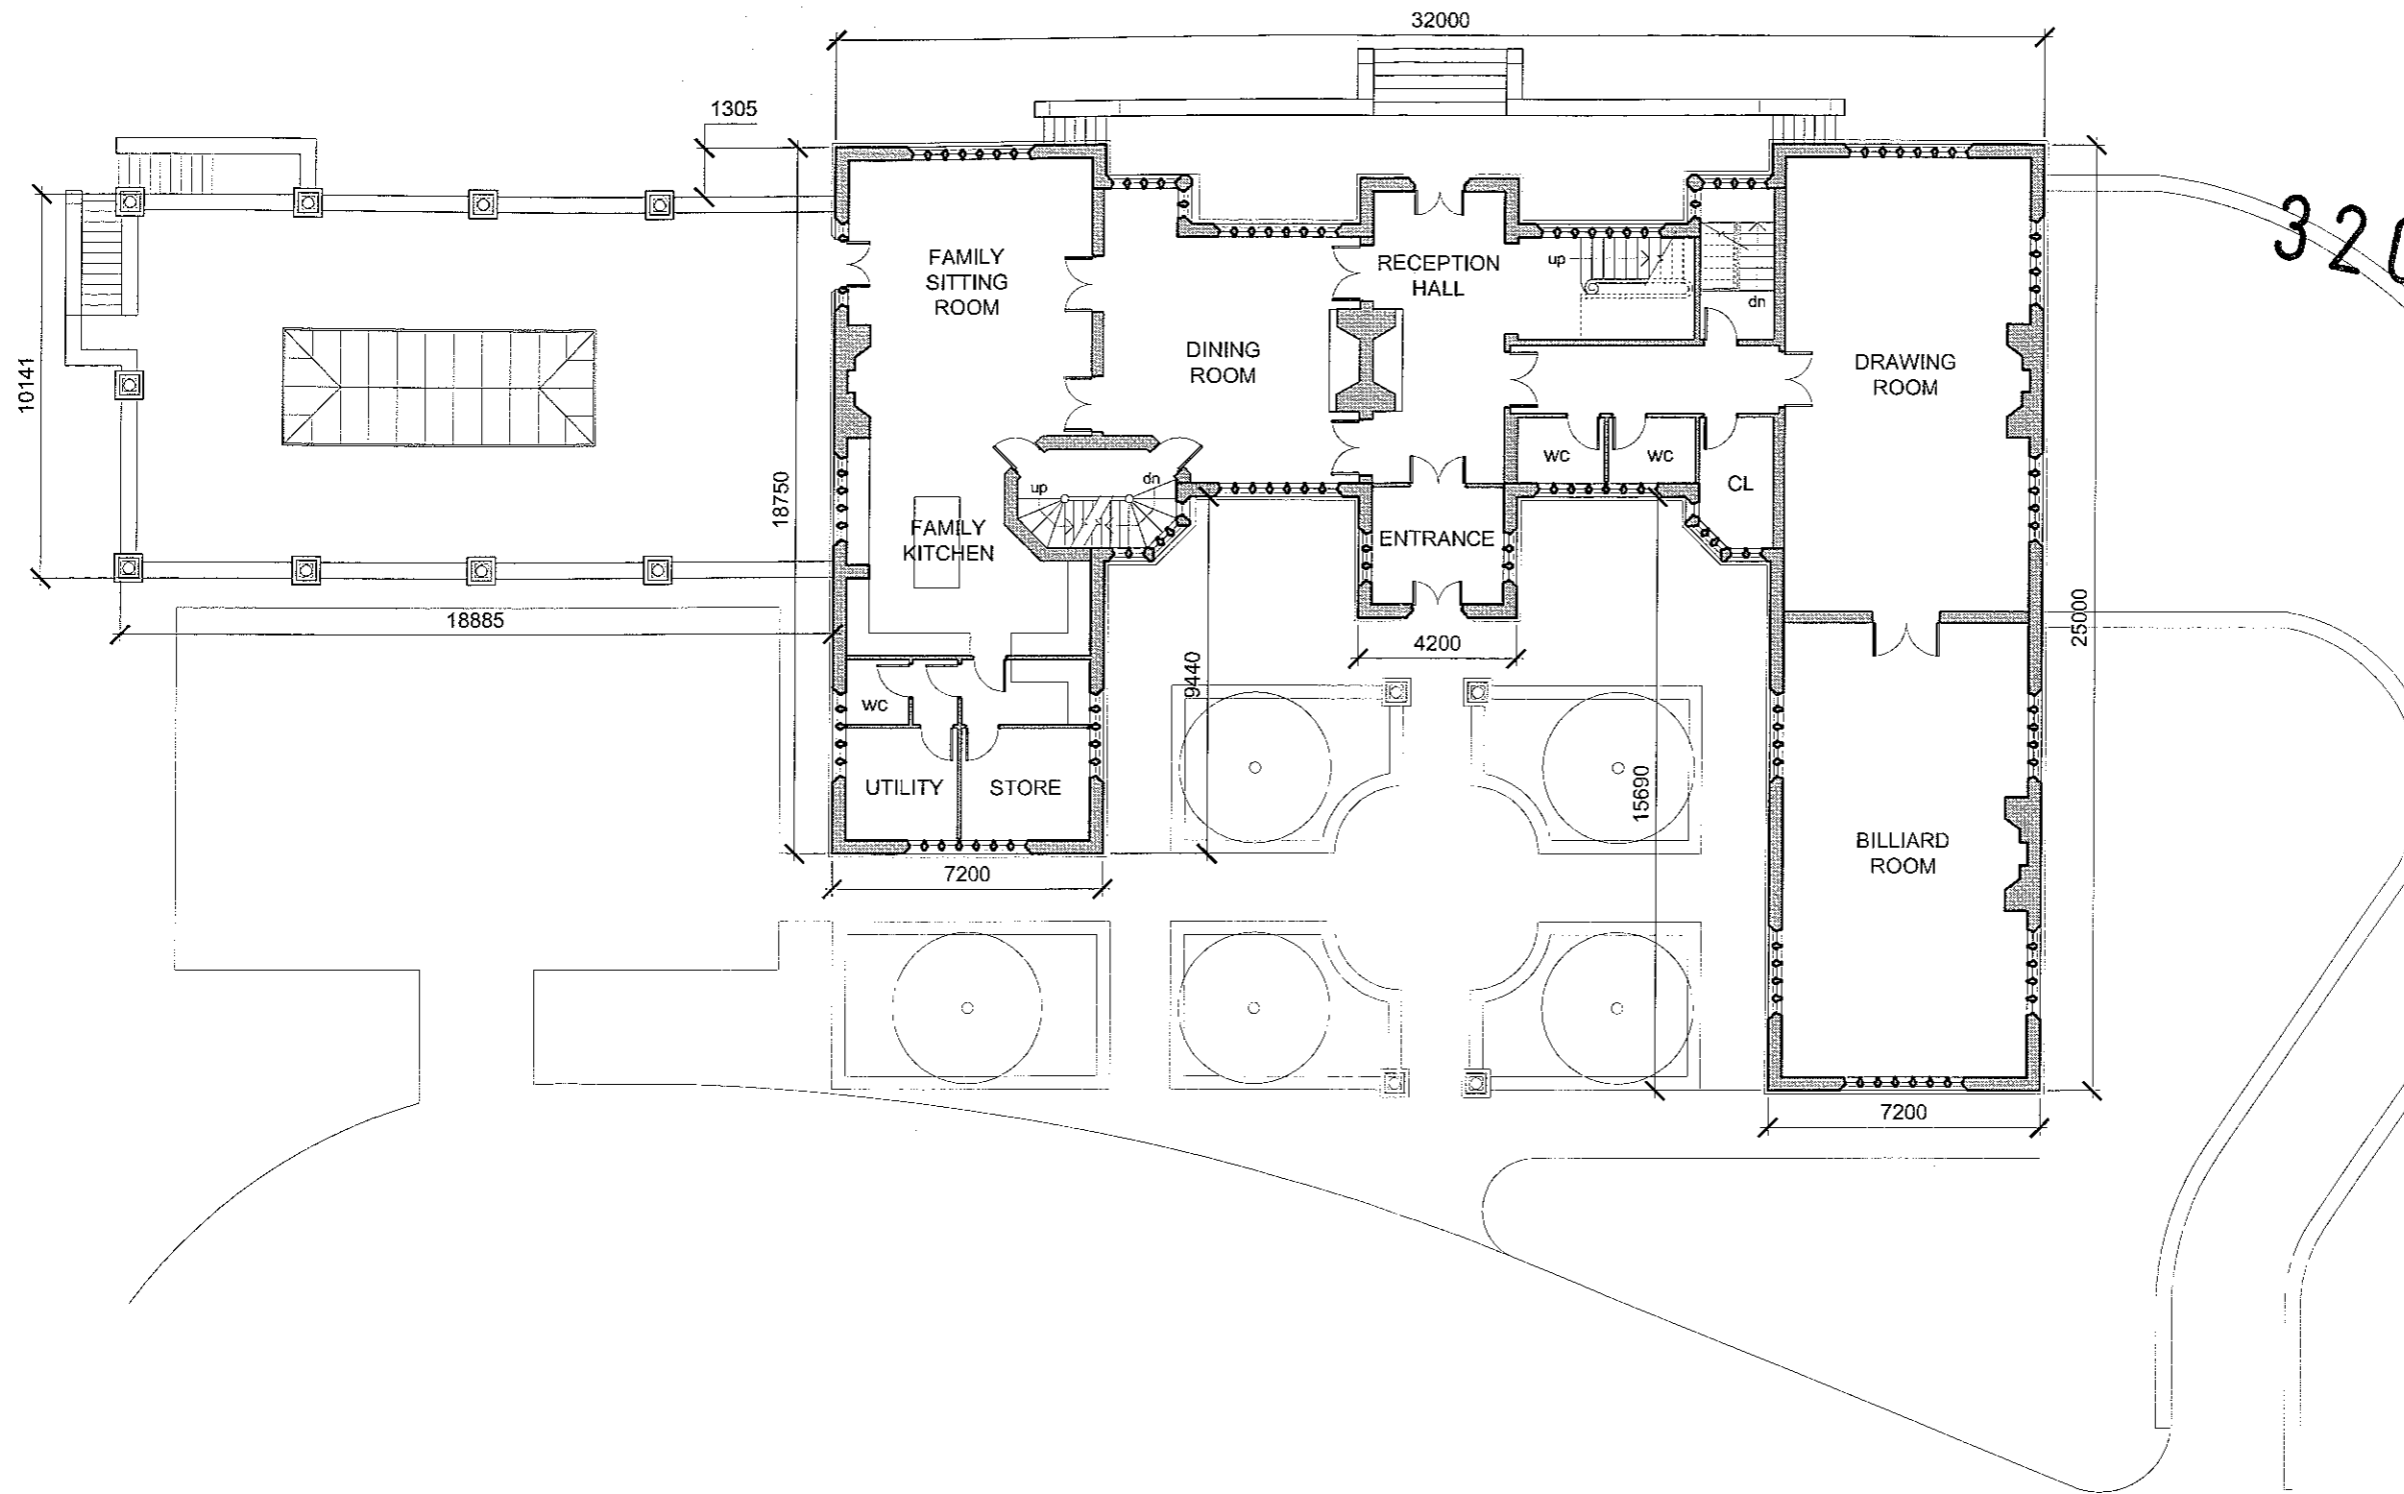 32000
1305
320
FAMILY
SITTING
ROOM
RECEPTION
HALL
up
dn
DINING
ROOM
DRAWING
ROOM
10141
18750
wc
wc
CL
up
dn
FAMILY
KITCHEN
ENTRANCE
18885
4200
25000
9440
wc
UTILITY
STORE
15690
BILLIARD
ROOM
7200
7200